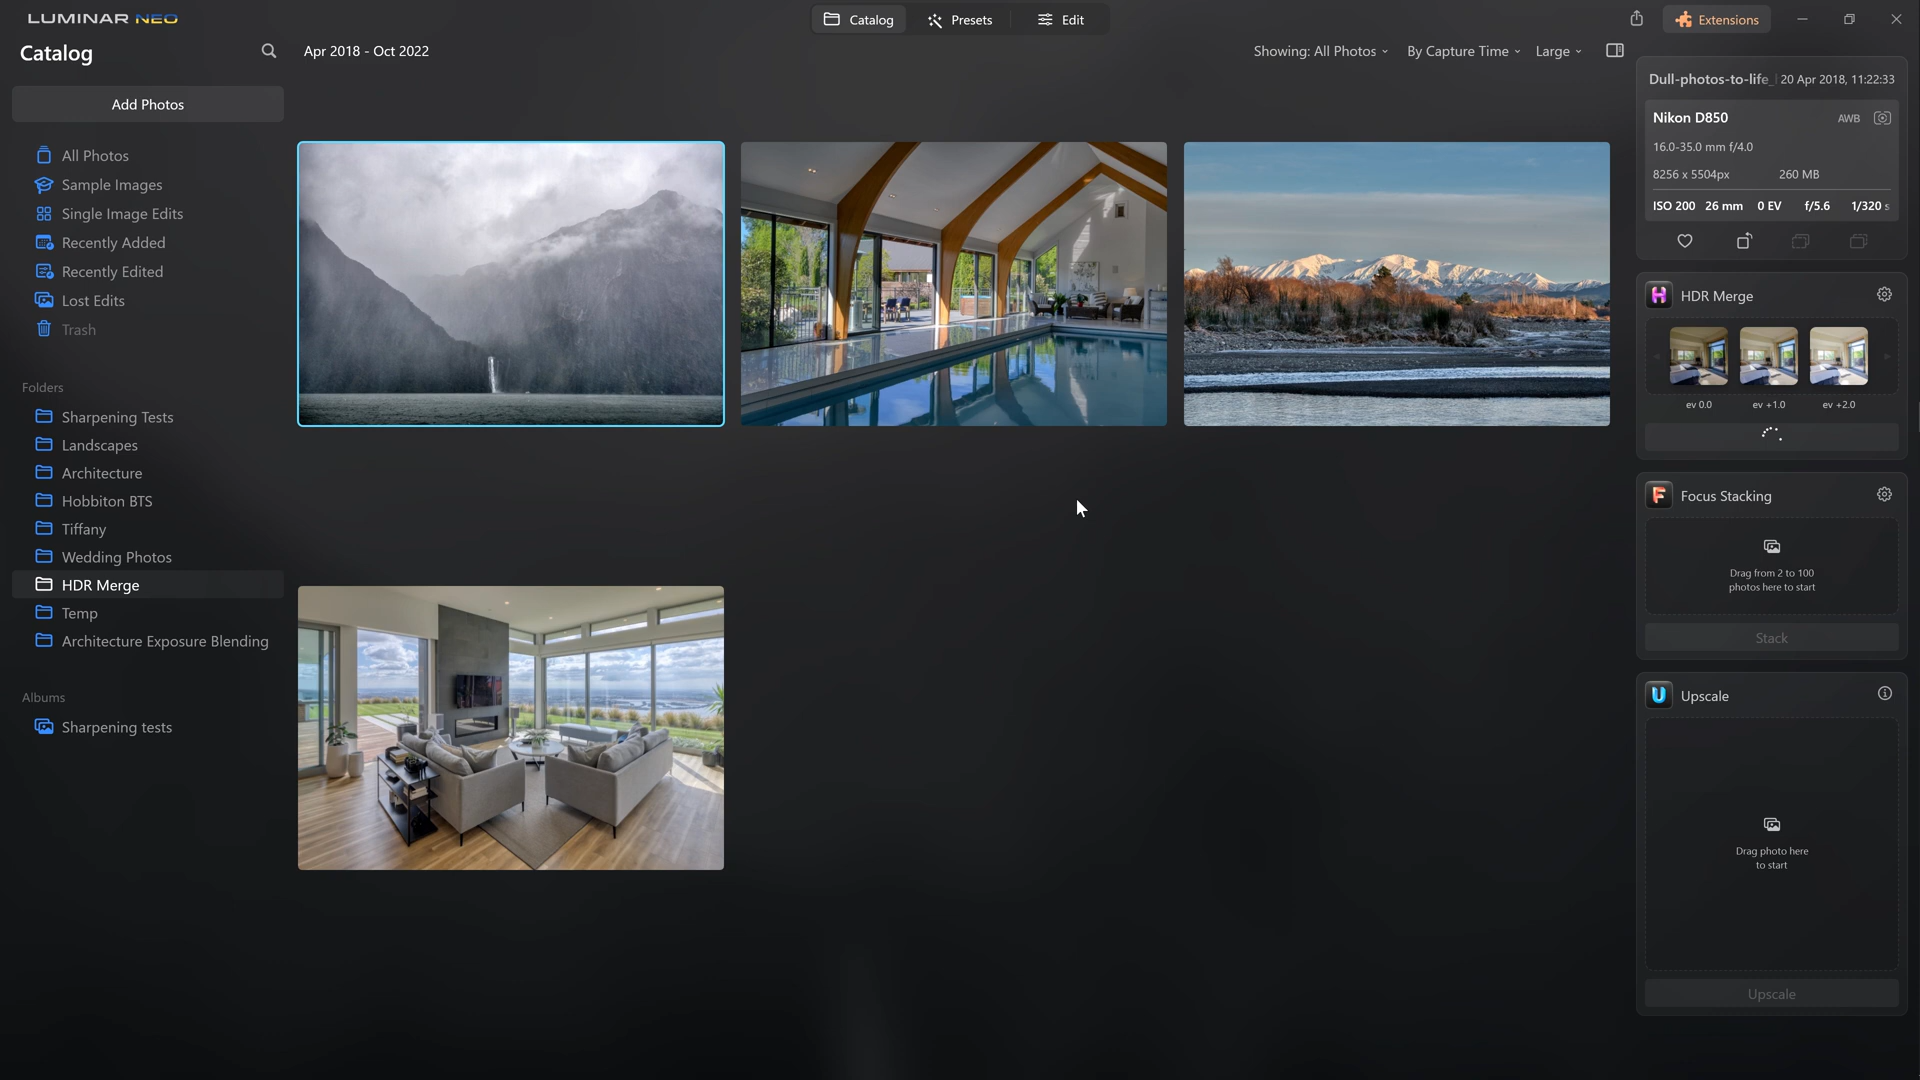 LUMINAR NEO
Catalog
Presets
Edit
Extensions
Catalog
Apr 2018 - Oct 2022
Showing: All Photos
By Capture Time
Large
Add Photos
All Photos
Sample Images
Single Image Edits
Recently Added
Recently Edited
Lost Edits
Trash
Folders
Sharpening Tests
Landscapes
Architecture
Hobbiton BTS
Tiffany
Wedding Photos
HDR Merge
Temp
Architecture Exposure Blending
Albums
Sharpening tests
Dull-photos-to-life_ | 20 Apr 2018, 11:22:33
Nikon D850 AWB
16.0-35.0 mm f/4.0
8256 x 5504px 260 MB
ISO 200 26 mm 0 EV f/5.6 1/320 s
HDR Merge
ev 0.0 ev +1.0 ev +2.0
Focus Stacking
Drag from 2 to 100
photos here to start
Stack
Upscale
Drag photo here
to start
Upscale